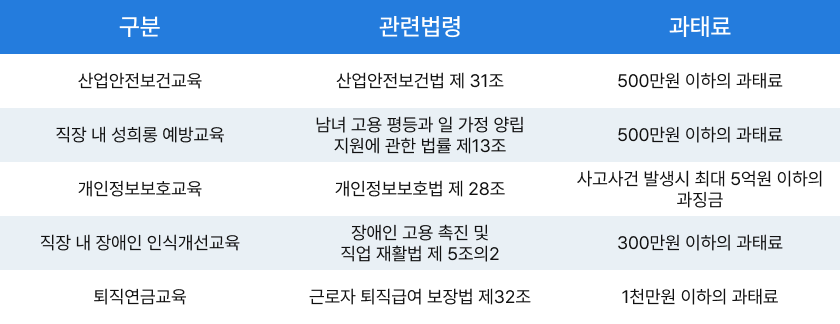 구분 관련법령 과태료
산업안전보건교육 산업안전보건법 제 31조 500만원 이하의 과태료
직장 내 성희롱 예방교육 남녀 고용 평등과 일 가정 양립
지원에 관한 법률 제13조 500만원 이하의 과태료
개인정보보호교육 개인정보보호법 제 28조 사고사건 발생시 최대 5억원 이하의
과징금
직장 내 장애인 인식개선교육 장애인 고용 촉진 및
직업 재활법 제 5조의2 300만원 이하의 과태료
퇴직연금교육 근로자 퇴직급여 보장법 제32조 1천만원 이하의 과태료